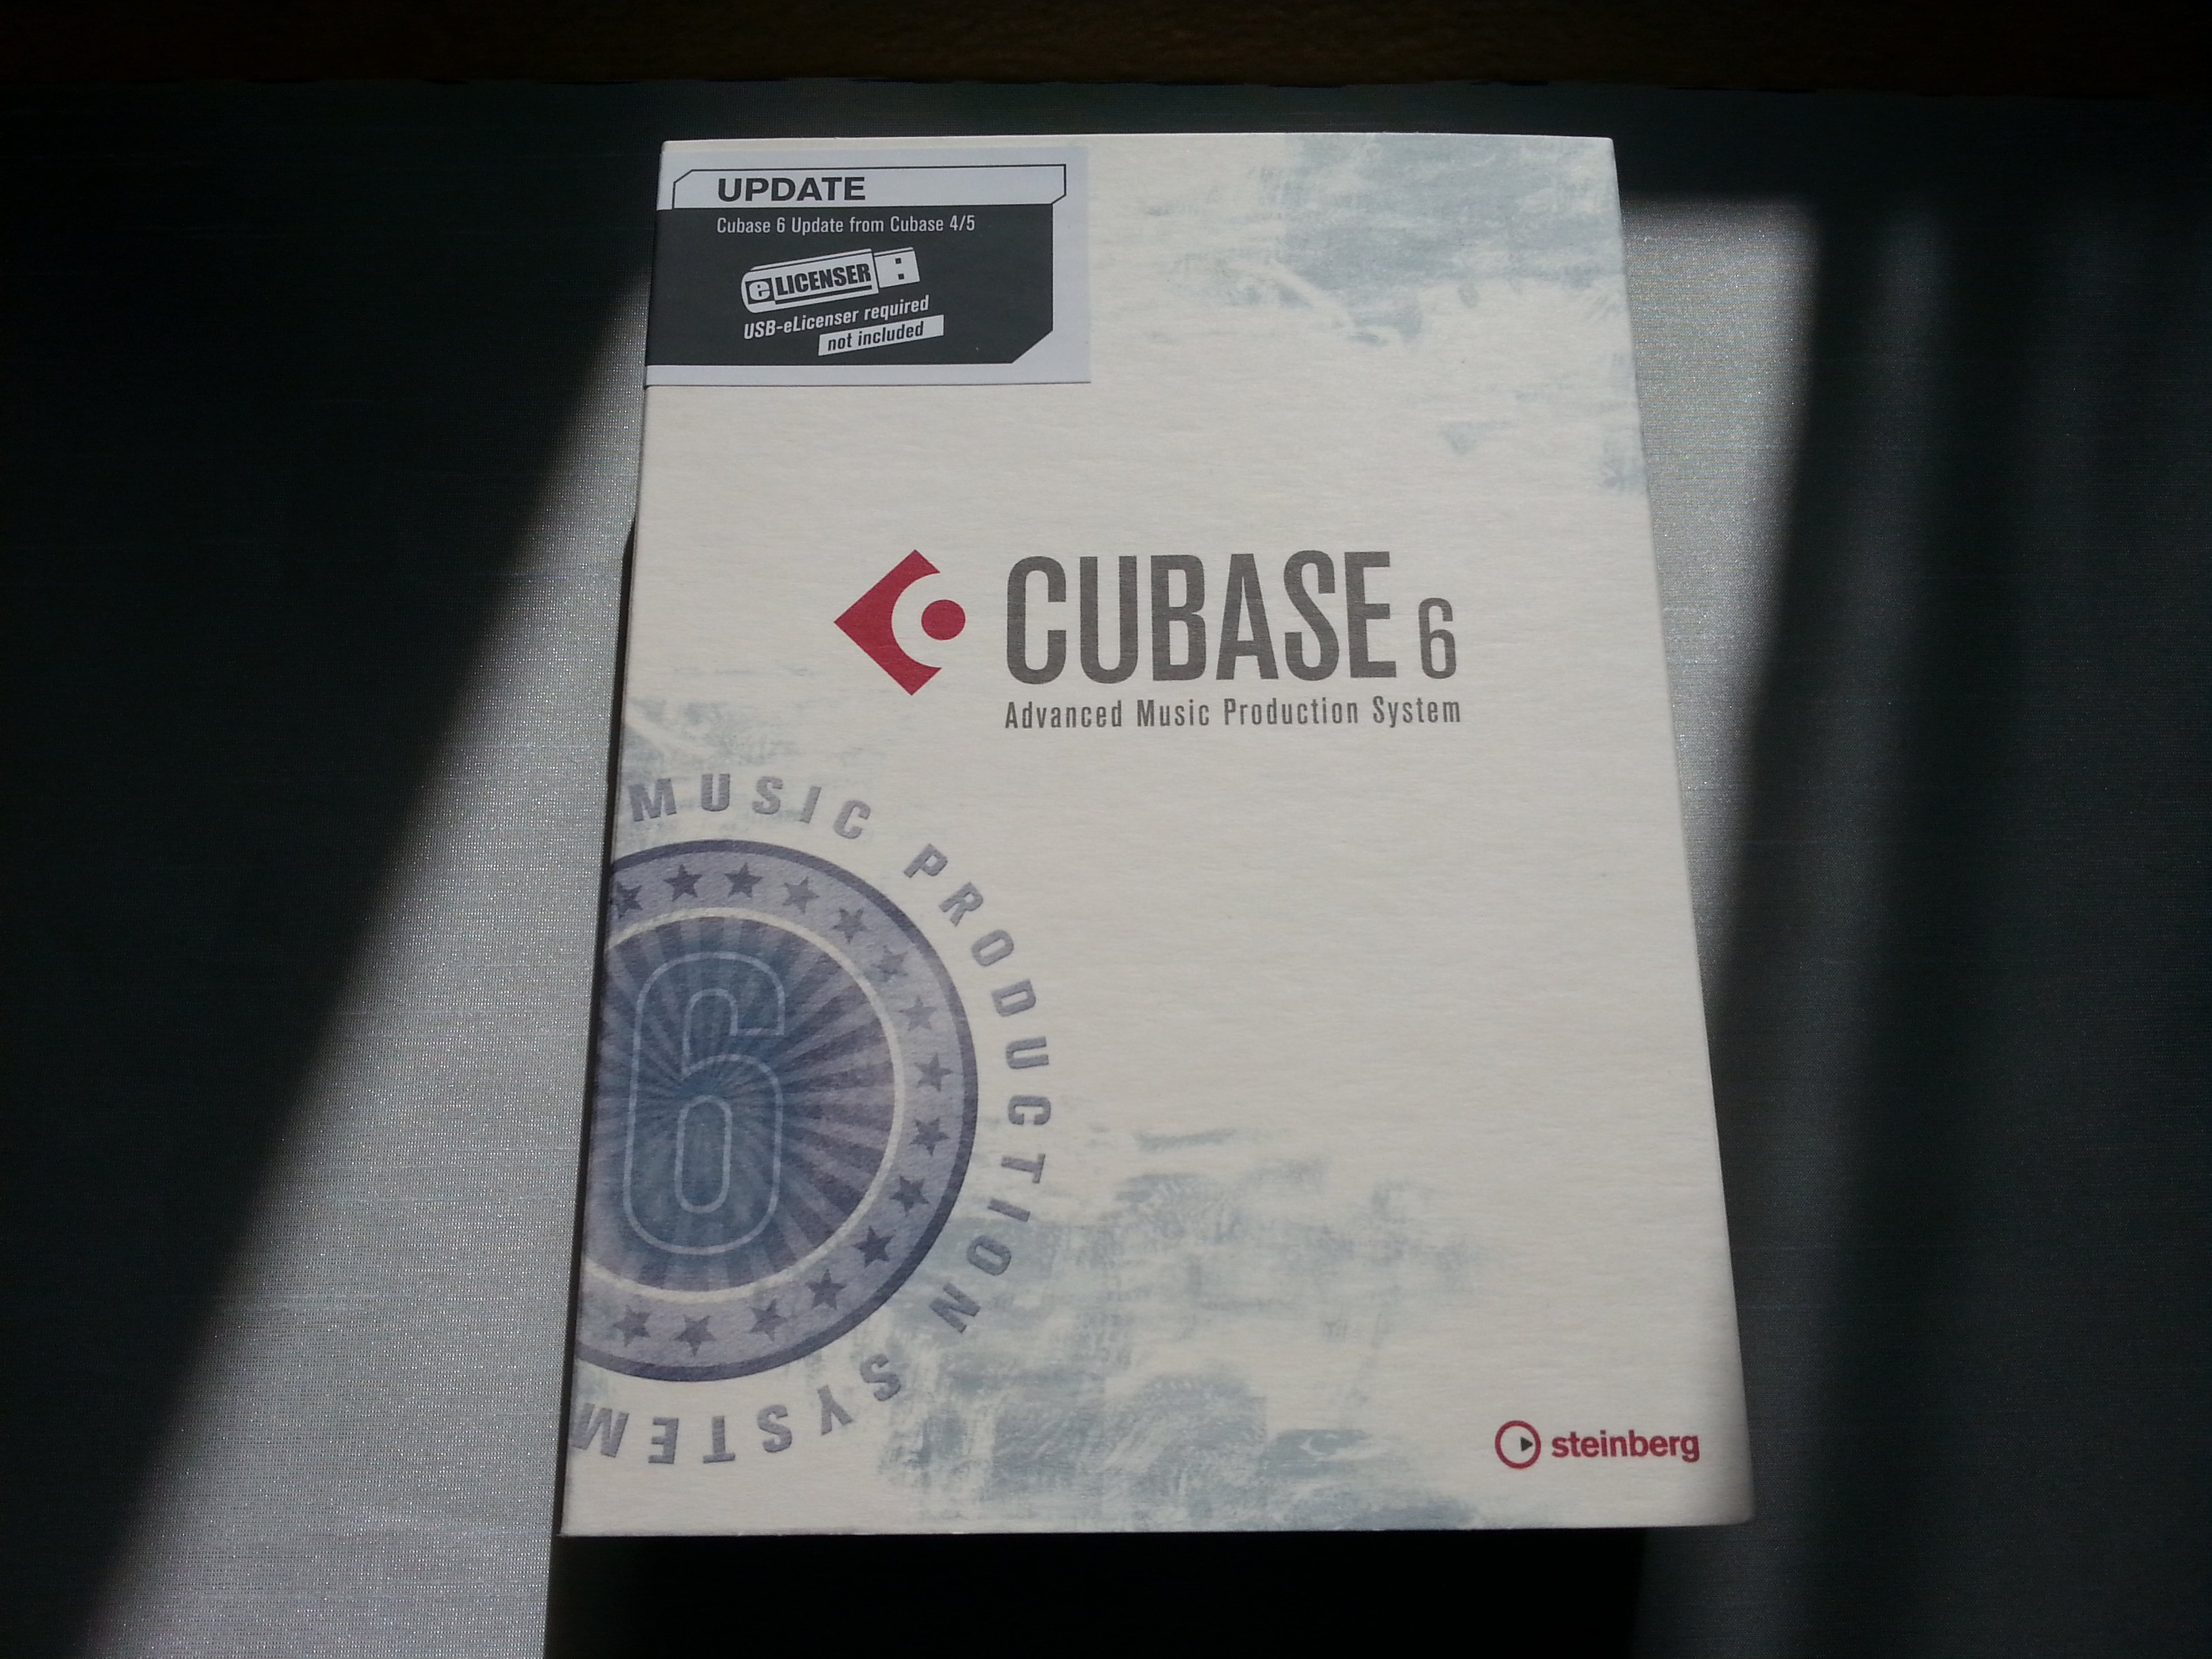 UPDATE
Cubase 6 Update from Cubase 4/5
e LICENSER
USB-eLicenser required
not included
CUBASE 6
Advanced Music Production System
MUSIC PRODUCTION SYSTEM
6
steinberg